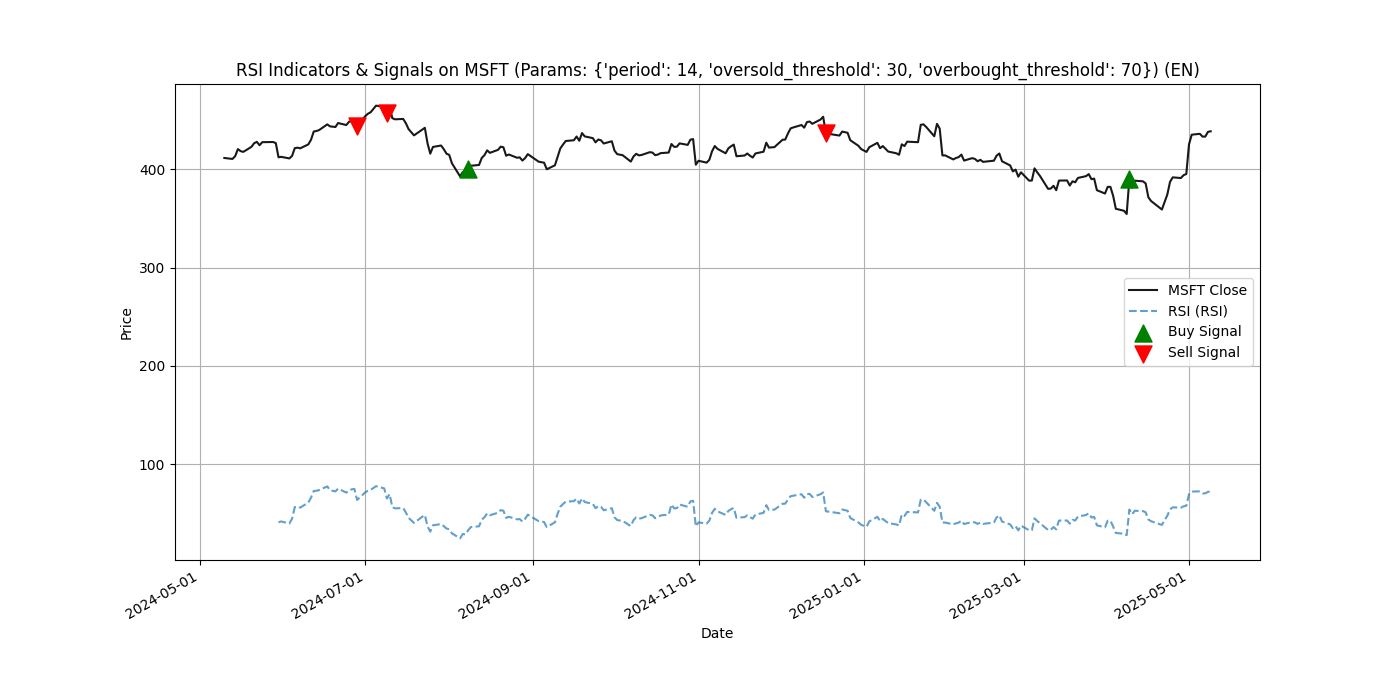 RSI Indicators & Signals on MSFT (Params: {'period': 14, 'oversold_threshold': 30, 'overbought_threshold': 70}) (EN)
Price
400
300
200
100
MSFT Close
RSI (RSI)
Buy Signal
Sell Signal
2024-05-01
2024-07-01
2024-09-01
2024-11-01
2025-01-01
2025-03-01
2025-05-01
Date